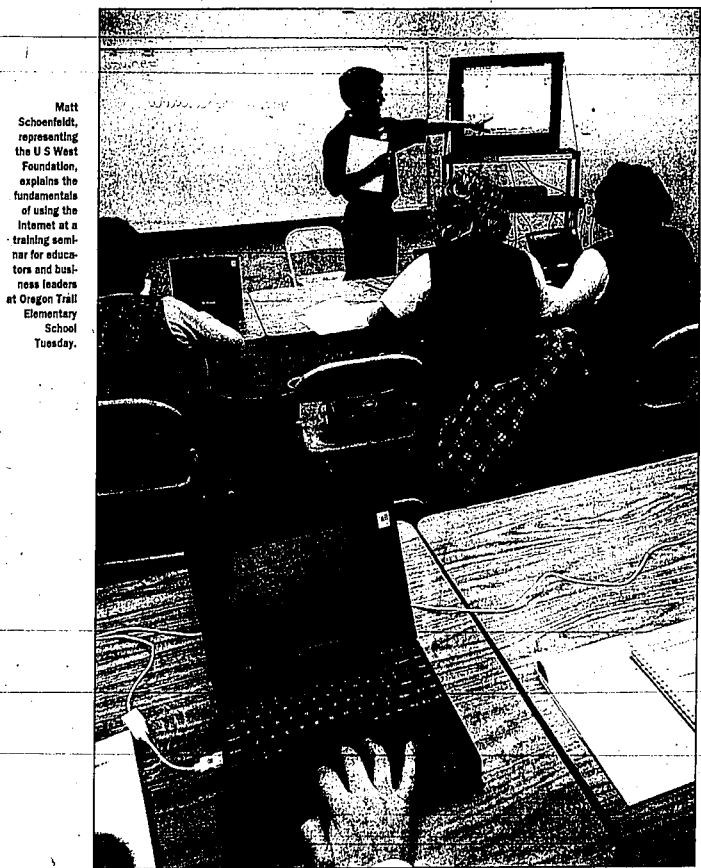 Matt
Schoenfeldt,
representing
the U S West
Foundation,
explains the
fundamentals
of using the
Internet at a
training semi-
nar for educa-
tors and busi-
ness leaders
at Oregon Trail
Elementary
School
Tuesday.